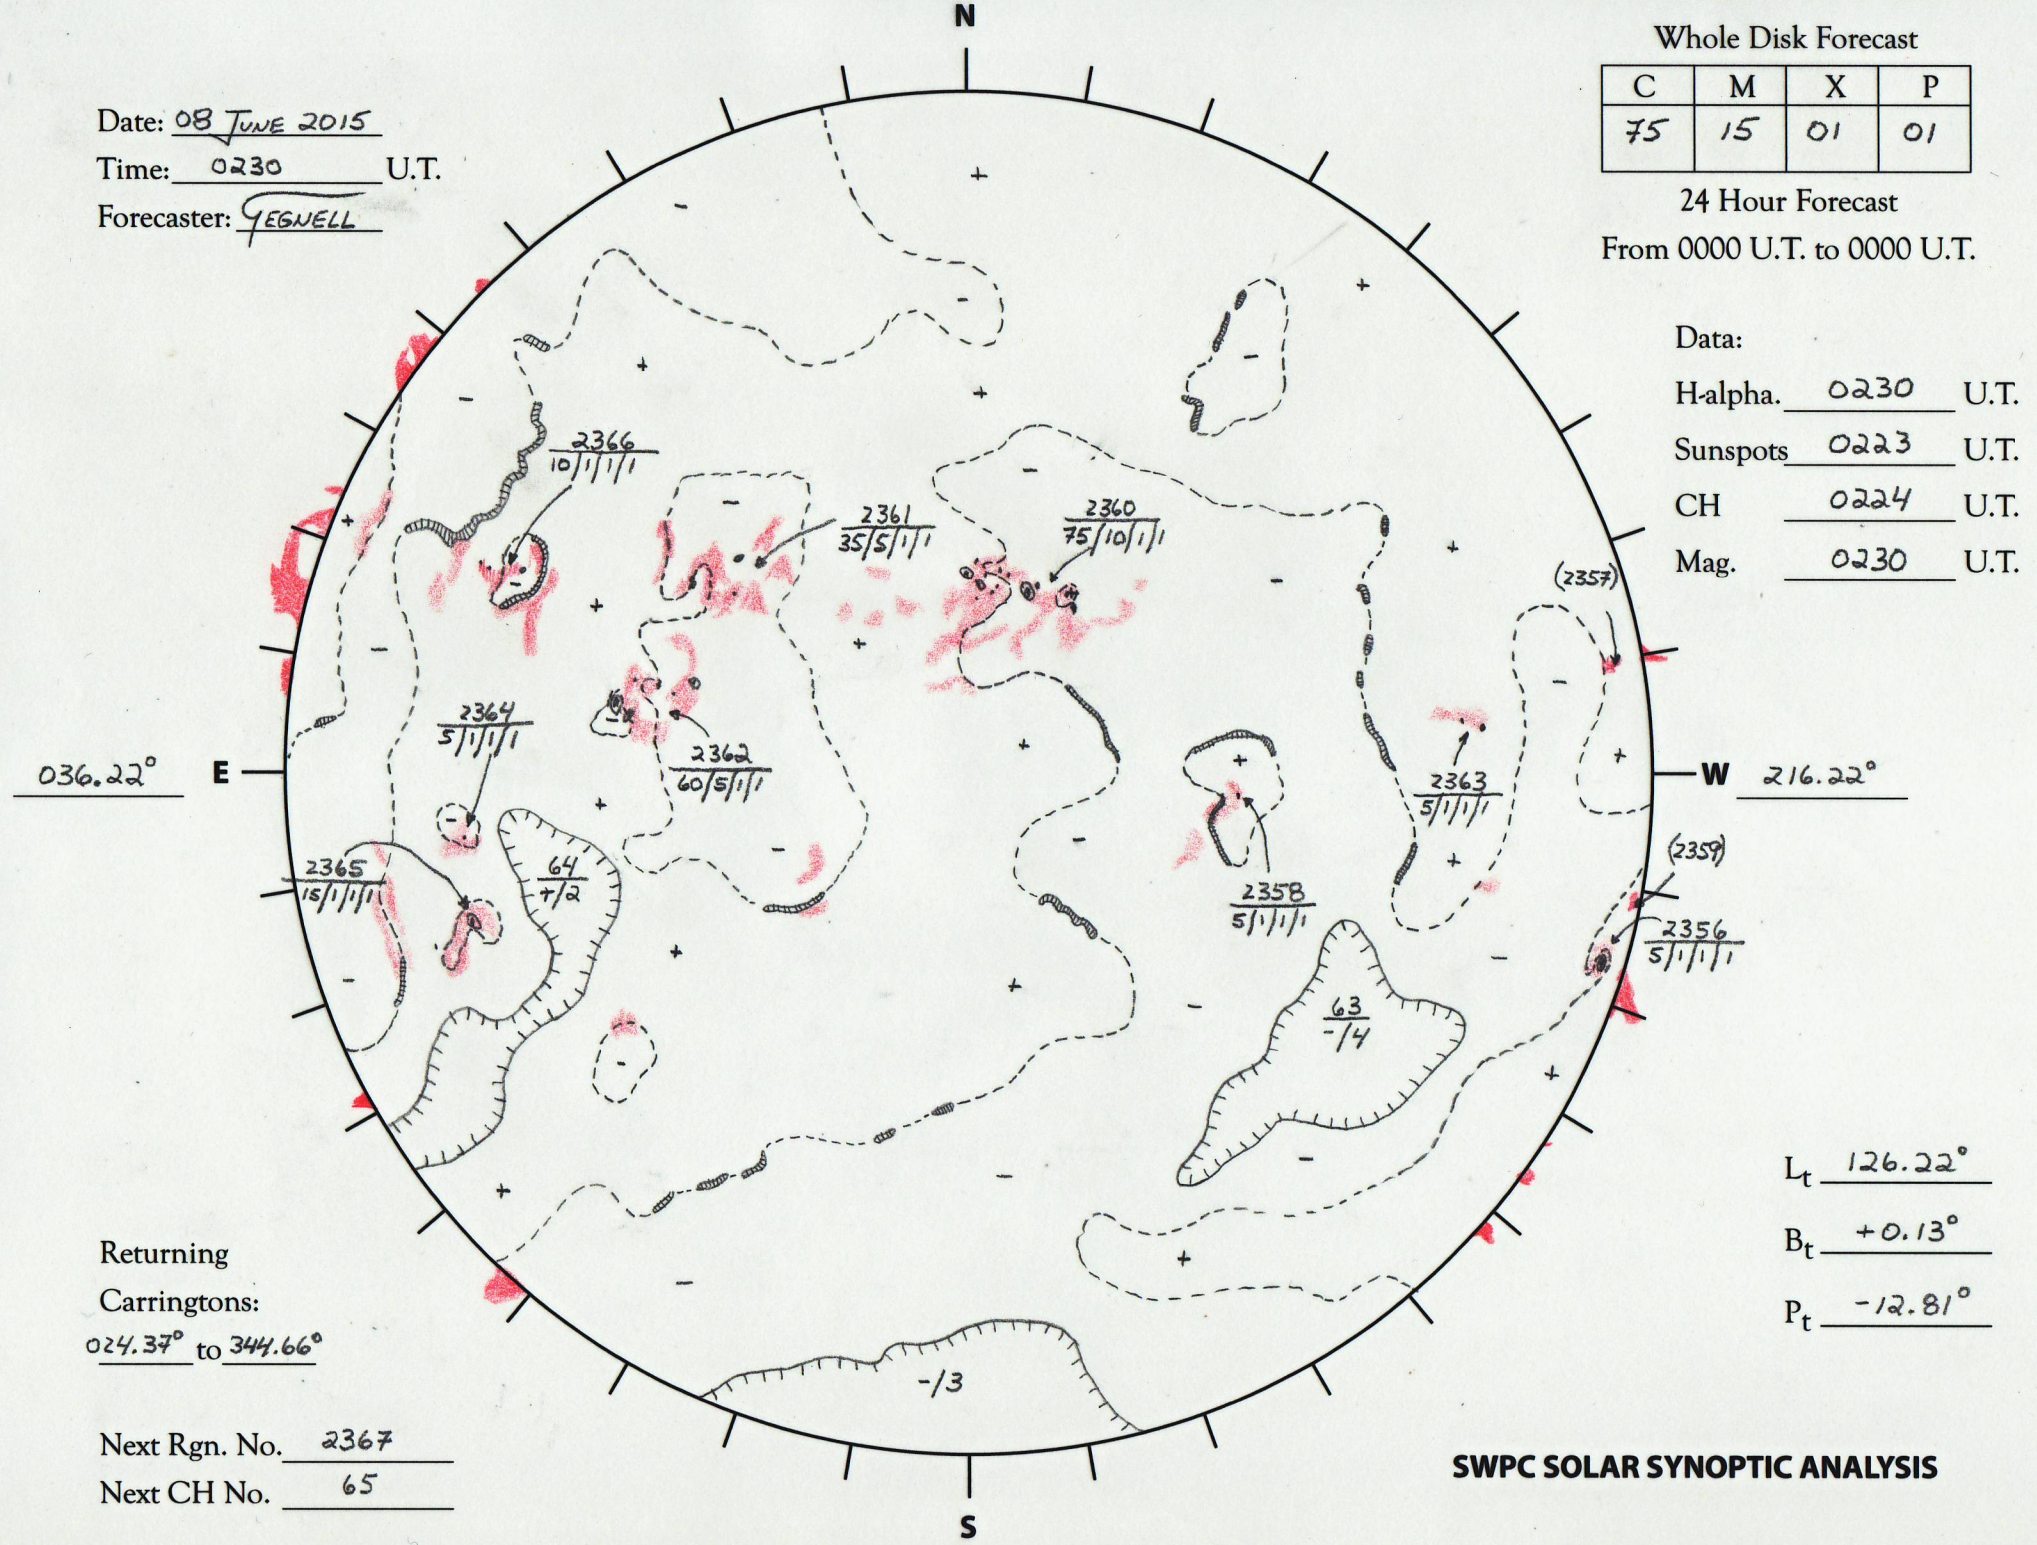 N
Date: 08 JUNE 2015
Time: 0230 U.T.
Forecaster: TEGNELL
Whole Disk Forecast
C M X P
75 15 01 01
24 Hour Forecast
From 0000 U.T. to 0000 U.T.
Data:
H-alpha. 0230 U.T.
Sunspots 0223 U.T.
CH 0224 U.T.
Mag. 0230 U.T.
2366
10/1/1/1
2361
35/5/1/1
2360
75/10/1/1
(2357)
2364
5/1/1/1
2362
60/5/1/1
2363
5/1/1/1
036.22° E
W 216.22°
2365
15/1/1/1
64
+/2
2358
5/1/1/1
(2359)
2356
5/1/1/1
63
-/4
Lt 126.22°
Bt +0.13°
Pt -12.81°
Returning
Carringtons:
024.37° to 344.66°
-/3
Next Rgn. No. 2367
Next CH No. 65
SWPC SOLAR SYNOPTIC ANALYSIS
S